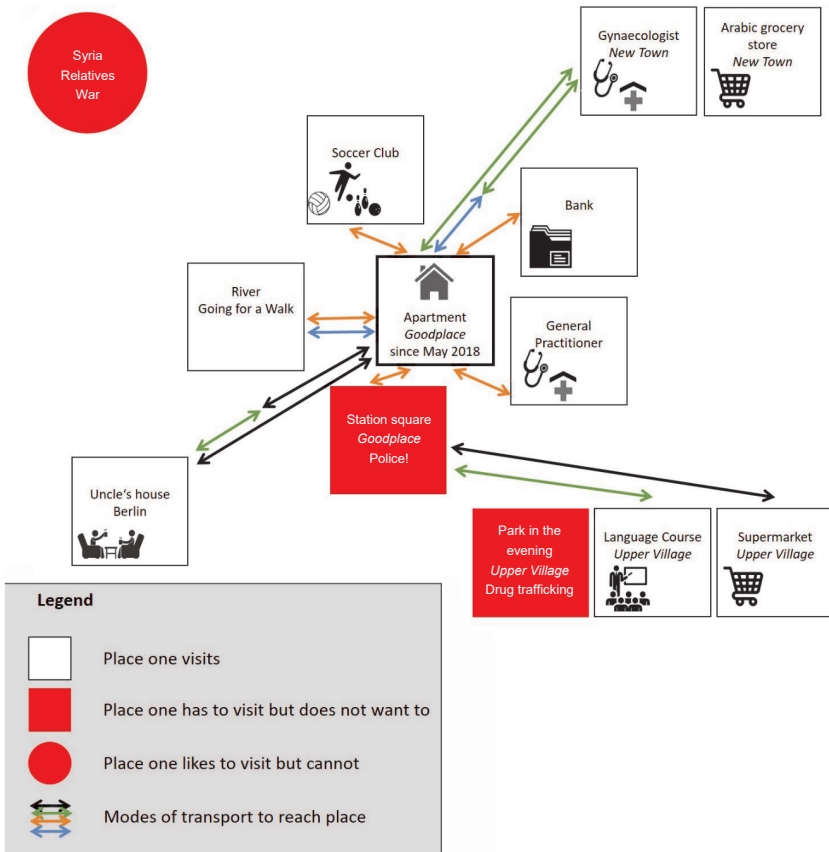 Syria
Relatives
War
Gynaecologist
New Town
Arabic grocery
store
New Town
Soccer Club
Bank
River
Going for a Walk
Apartment
Goodplace
since May 2018
General
Practitioner
Station square
Goodplace
Police!
Uncle‘s house
Berlin
Park in the
evening
Upper Village
Drug trafficking
Language Course
Upper Village
Supermarket
Upper Village
Legend
Place one visits
Place one has to visit but does not want to
Place one likes to visit but cannot
Modes of transport to reach place